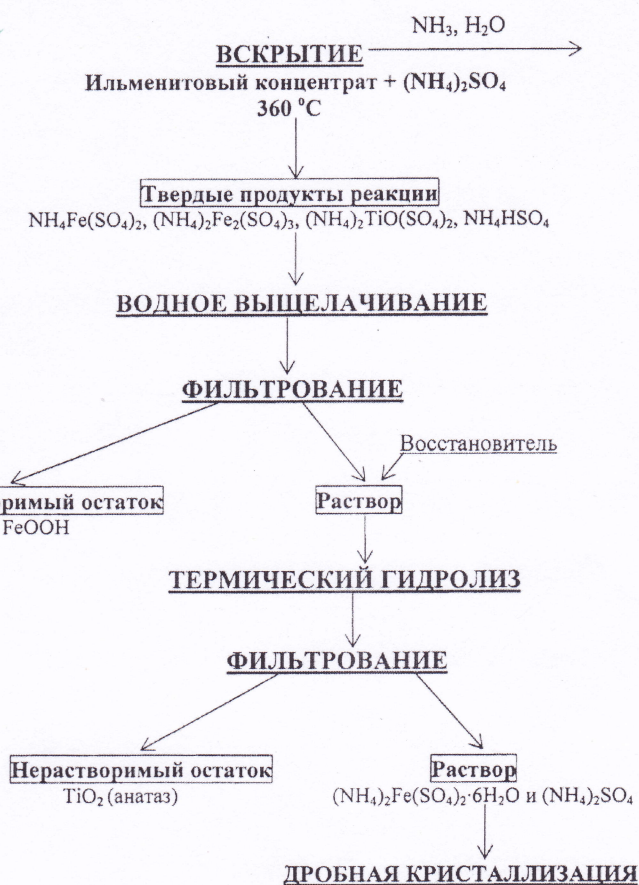 NH₃, H₂O
ВСКРЫТИЕ
Ильменитовый концентрат + (NH₄)₂SO₄
360 ⁰C
Твердые продукты реакции
NH₄Fe(SO₄)₂, (NH₄)₂Fe₂(SO₄)₃, (NH₄)₂TiO(SO₄)₂, NH₄HSO₄
ВОДНОЕ ВЫЩЕЛАЧИВАНИЕ
ФИЛЬТРОВАНИЕ
Восстановитель
оримый остаток
FeOOH
Раствор
ТЕРМИЧЕСКИЙ ГИДРОЛИЗ
ФИЛЬТРОВАНИЕ
Нерастворимый остаток
TiO₂ (анатаз)
Раствор
(NH₄)₂Fe(SO₄)₂·6H₂O и (NH₄)₂SO₄
ДРОБНАЯ КРИСТАЛЛИЗАЦИЯ